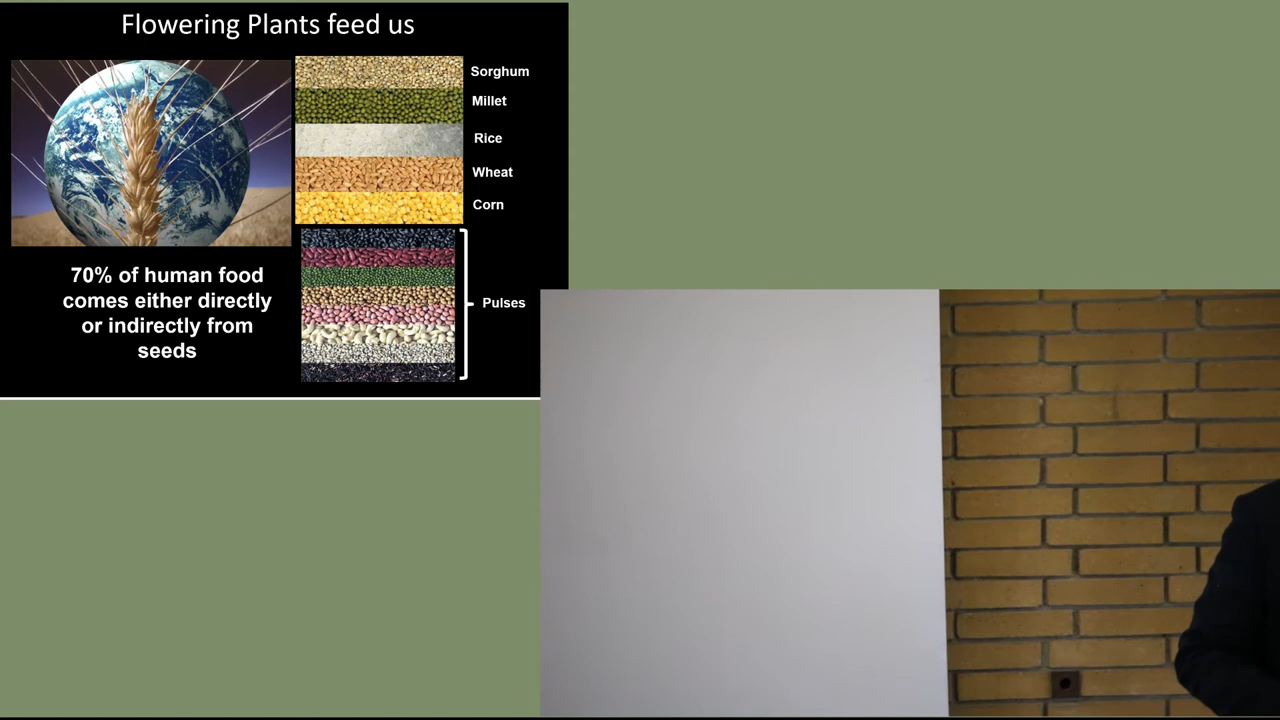 Flowering Plants feed us
Sorghum
Millet
Rice
Wheat
Corn
70% of human food
comes either directly
or indirectly from
seeds
Pulses